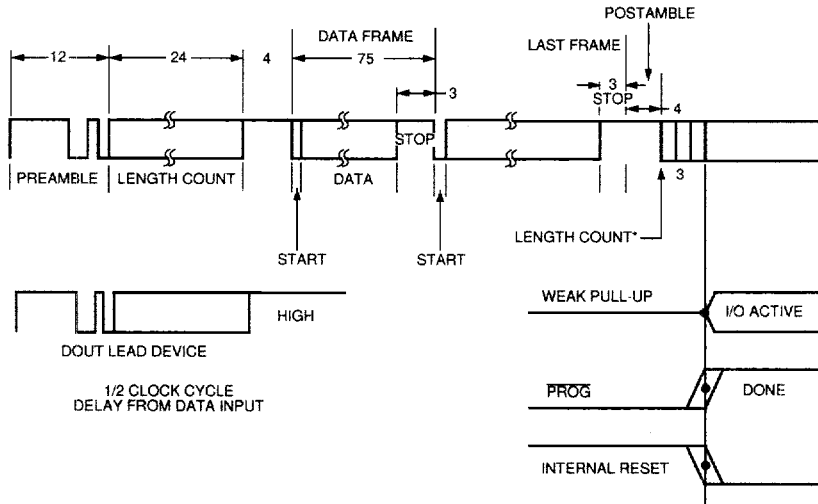 POSTAMBLE
DATA FRAME
LAST FRAME
12
24
4
75
3
3
STOP
4
STOP
PREAMBLE
LENGTH COUNT
DATA
3
START
START
LENGTH COUNT*
WEAK PULL-UP
I/O ACTIVE
HIGH
DOUT LEAD DEVICE
1/2 CLOCK CYCLE
DELAY FROM DATA INPUT
PROG
DONE
INTERNAL RESET